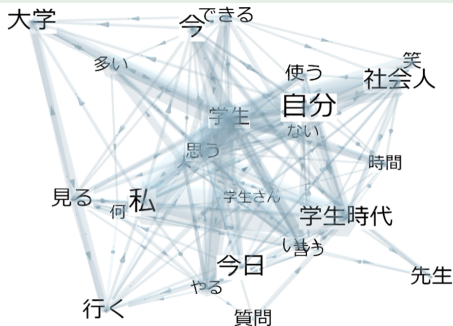 大学
今
できる
多い
笑
使う
社会人
自分
学生
ない
思う
人
時間
見る
私
何
学生さん
学生時代
言う
今日
先生
やる
行く
質問